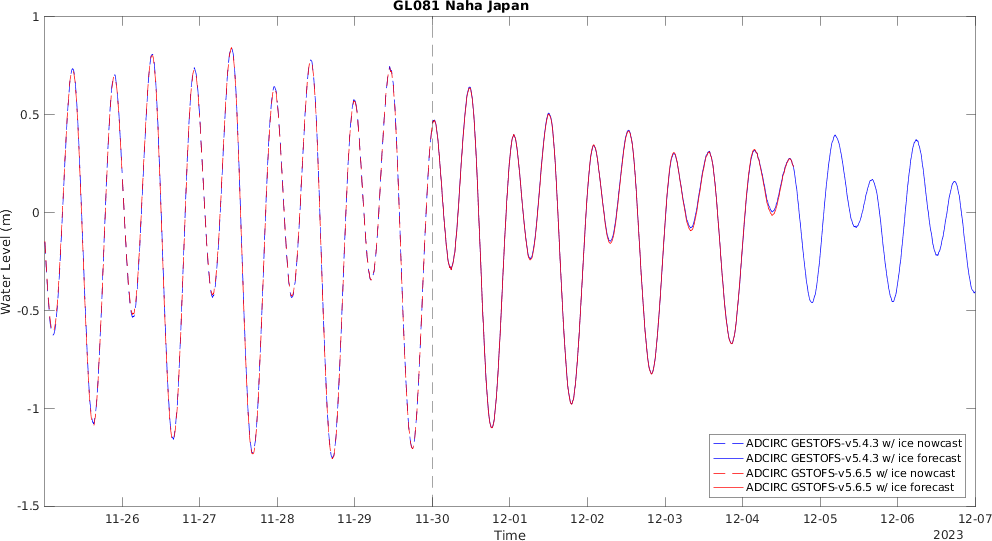 GL081 Naha Japan
1
0.5
0
-0.5
-1
-1.5
Water Level (m)
11-26 11-27 11-28 11-29 11-30 12-01 12-02 12-03 12-04 12-05 12-06 12-07
Time
2023
ADCIRC GESTOFS-v5.4.3 w/ ice nowcast
ADCIRC GESTOFS-v5.4.3 w/ ice forecast
ADCIRC GSTOFS-v5.6.5 w/ ice nowcast
ADCIRC GSTOFS-v5.6.5 w/ ice forecast